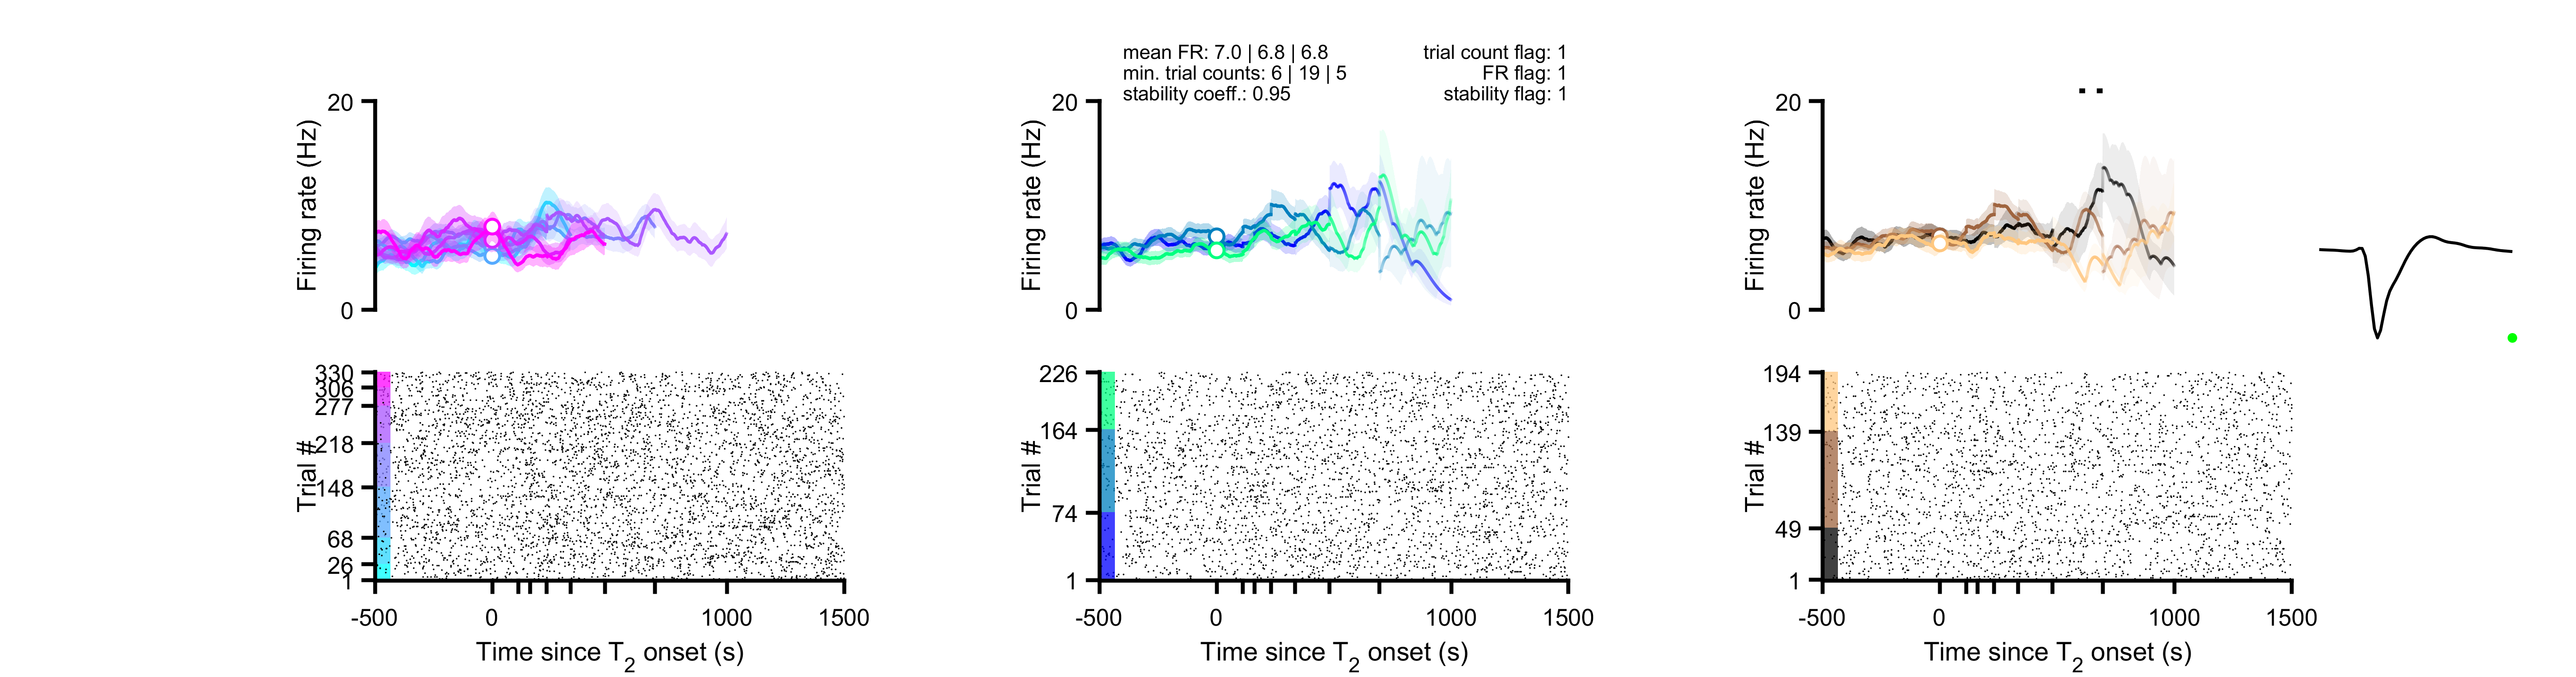 mean FR: 7.0 | 6.8 | 6.8
min. trial counts: 6 | 19 | 5
stability coeff.: 0.95
trial count flag: 1
FR flag: 1
stability flag: 1
20
0
Firing rate (Hz)
20
0
Firing rate (Hz)
20
0
Firing rate (Hz)
330
306
277
218
148
68
26
1
Trial #
-500
0
1000
1500
Time since T2 onset (s)
226
164
74
1
Trial #
-500
0
1000
1500
Time since T2 onset (s)
194
139
49
1
Trial #
-500
0
1000
1500
Time since T2 onset (s)